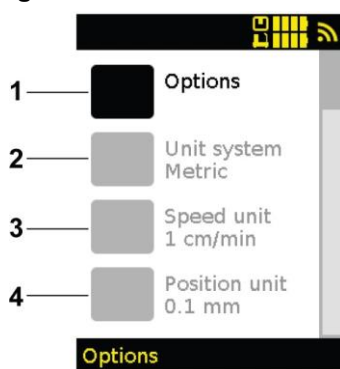 1
Options
2
Unit system
Metric
3
Speed unit
1 cm/min
4
Position unit
0.1 mm
Options